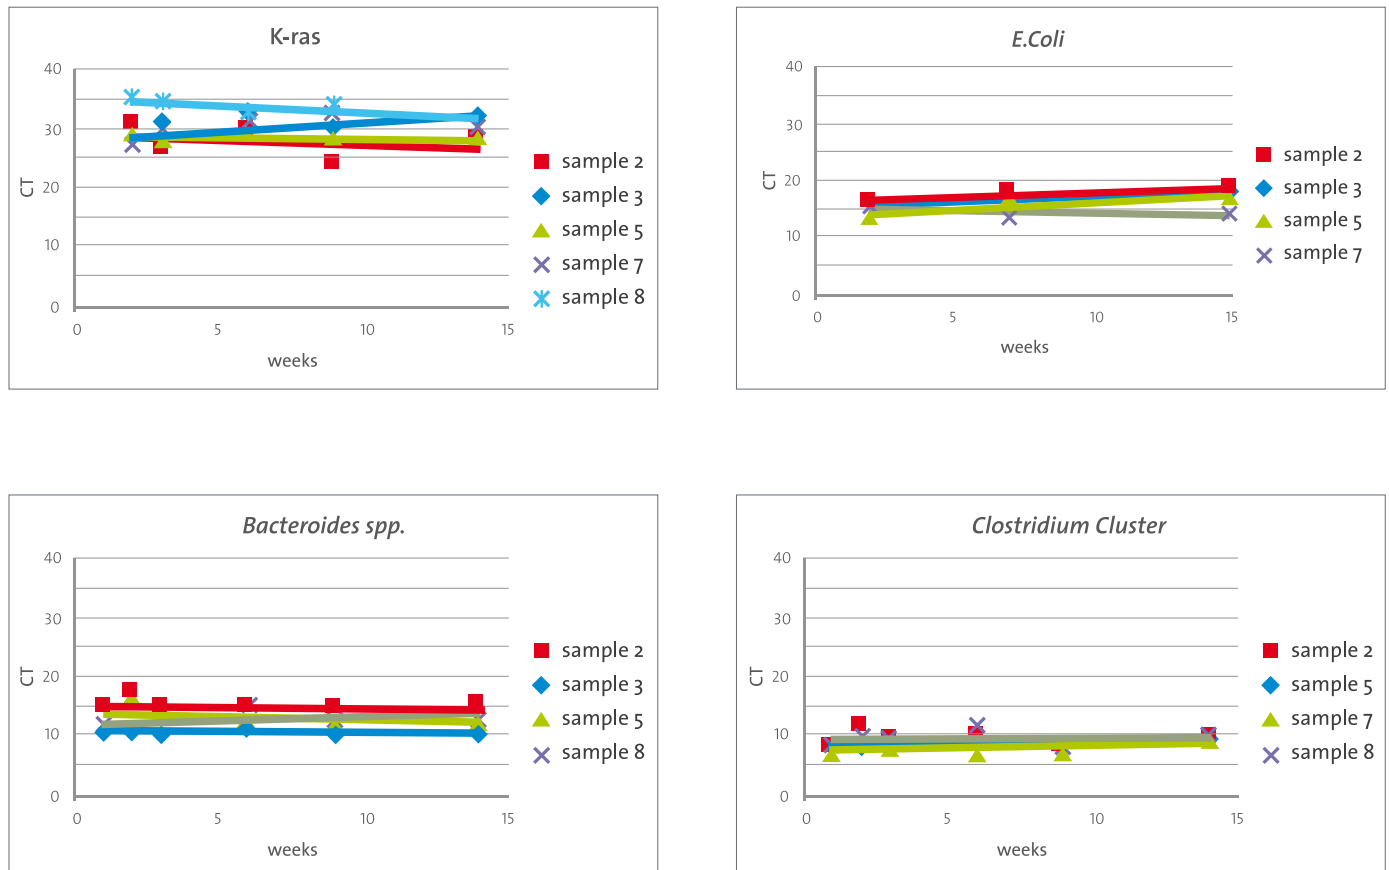 K-ras
40
30
20
10
0
CT
0 5 10 15
weeks
sample 2
sample 3
sample 5
sample 7
sample 8
E.Coli
40
30
20
10
0
CT
0 5 10 15
weeks
sample 2
sample 3
sample 5
sample 7
Bacteroides spp.
40
30
20
10
0
CT
0 5 10 15
weeks
sample 2
sample 3
sample 5
sample 8
Clostridium Cluster
40
30
20
10
0
CT
0 5 10 15
weeks
sample 2
sample 5
sample 7
sample 8